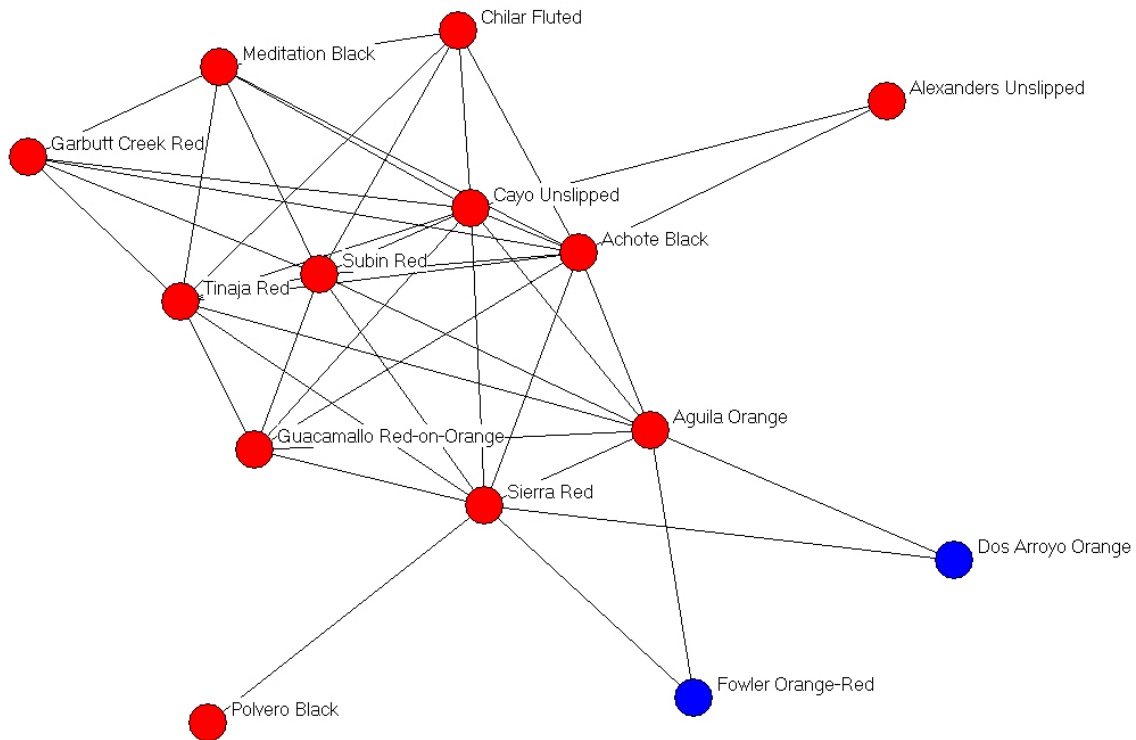 Chilar Fluted
Meditation Black
Alexanders Unslipped
Garbutt Creek Red
Cayo Unslipped
Achote Black
Subin Red
Tinaja Red
Aguila Orange
Guacamallo Red-on-Orange
Sierra Red
Dos Arroyo Orange
Fowler Orange-Red
Polvero Black